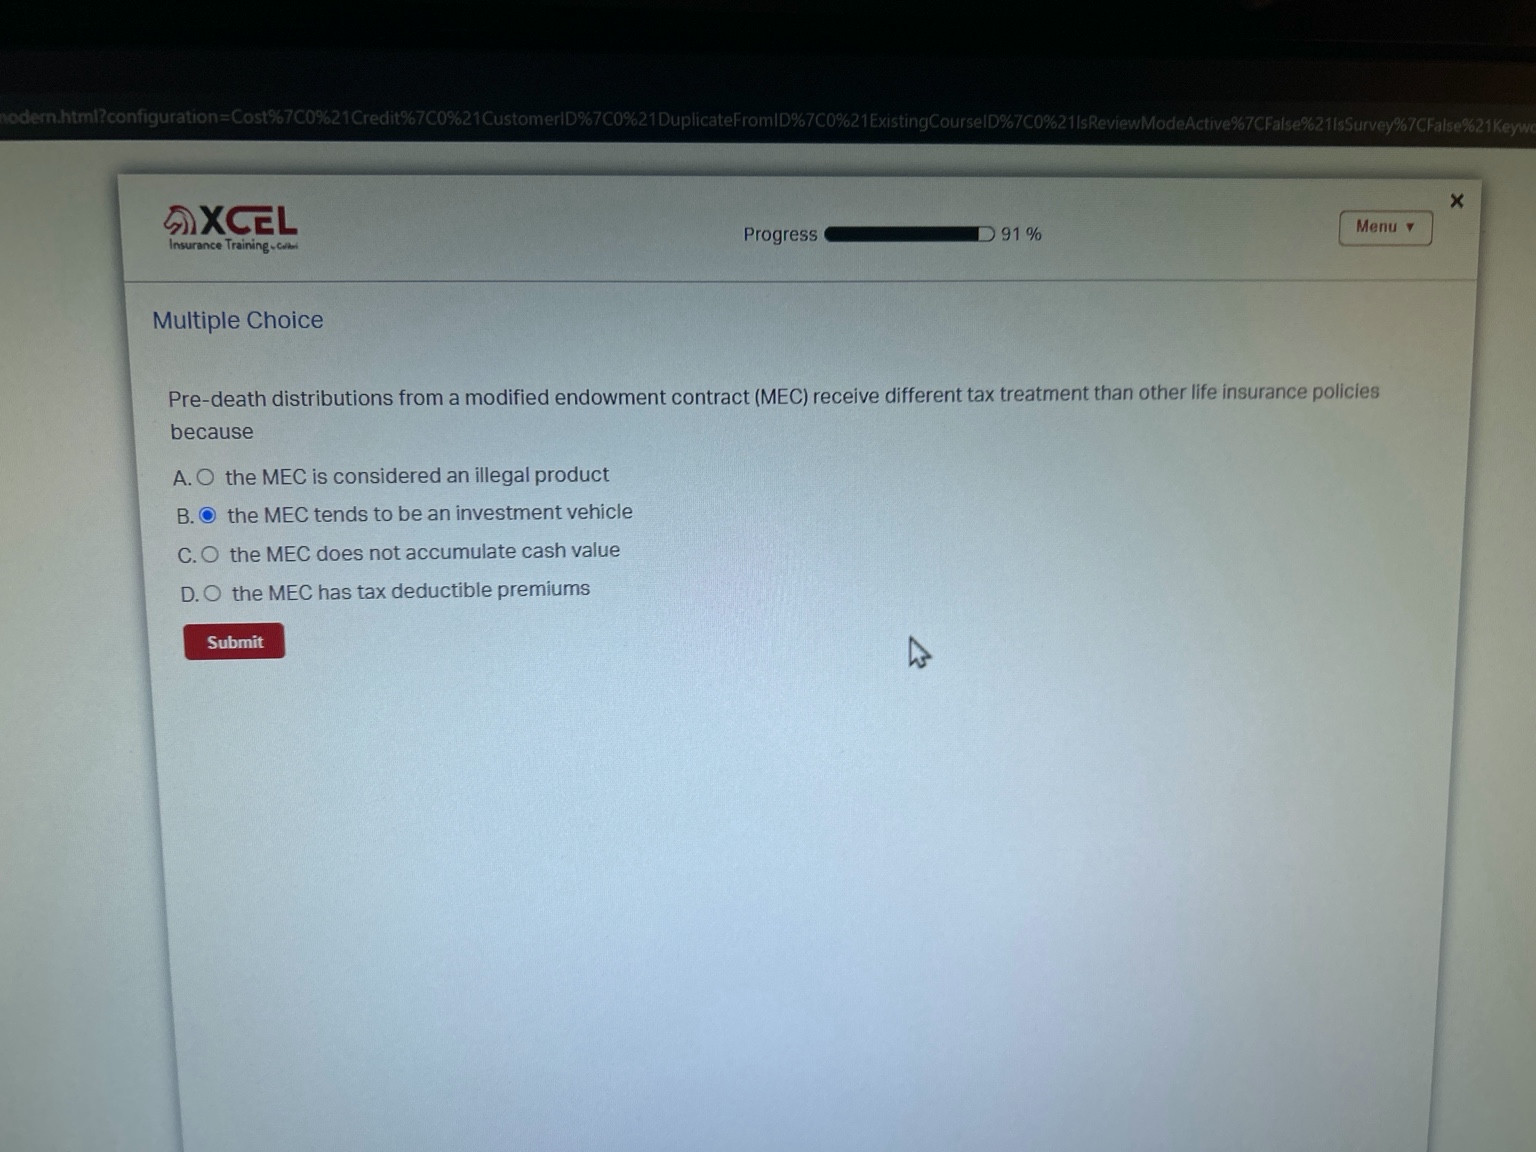 modern.html?configuration=Cost%7C0%21Credit%7C0%21CustomerID%7C0%21DuplicateFromID%7C0%21ExistingCourseID%7C0%21IsReviewModeActive%7CFalse%21IsSurvey%7CFalse%21Keywo
XCEL
Insurance Training
Progress 91 %
Menu ▼
×
Multiple Choice
Pre-death distributions from a modified endowment contract (MEC) receive different tax treatment than other life insurance policies
because
A. the MEC is considered an illegal product
B. the MEC tends to be an investment vehicle
C. the MEC does not accumulate cash value
D. the MEC has tax deductible premiums
Submit